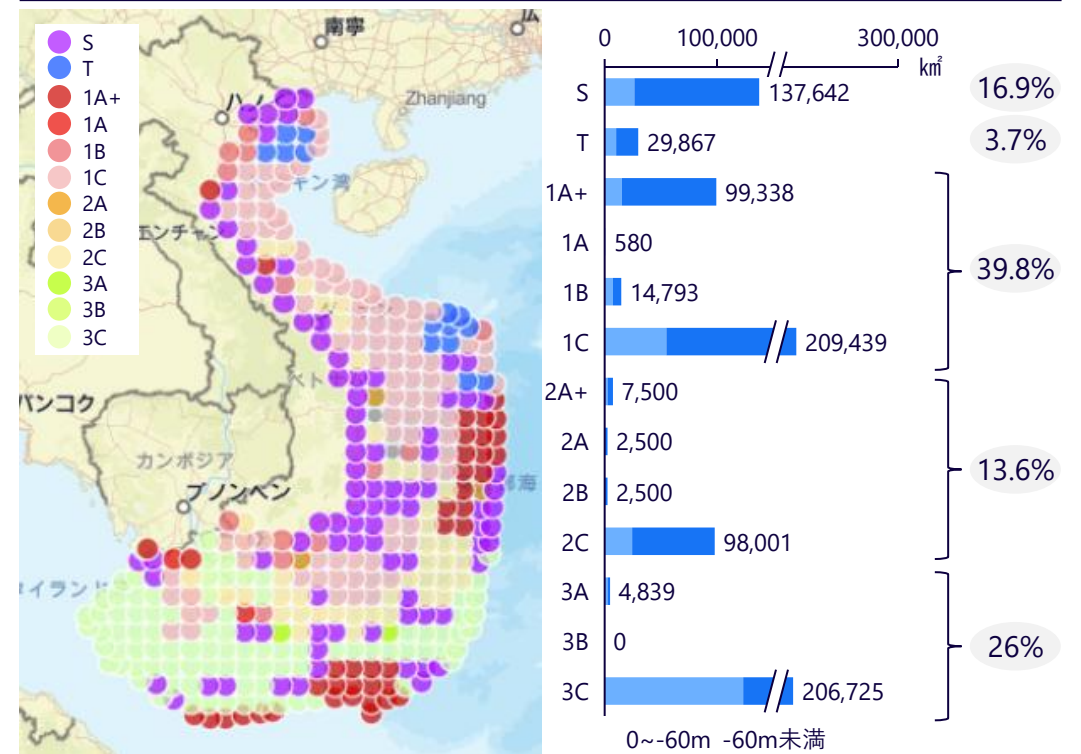 S
T
1A+
1A
1B
1C
2A
2B
2C
3A
3B
3C
南寧
Zhanjiang
キン湾
エンチャン
ベト
バンコク
カンボジア
プノンペン
タイランド
0 100,000 300,000
㎢
S 137,642 16.9%
T 29,867 3.7%
1A+ 99,338
1A 580
39.8%
1B 14,793
1C 209,439
2A+ 7,500
2A 2,500
13.6%
2B 2,500
2C 98,001
3A 4,839
3B 0
26%
3C 206,725
0~-60m -60m未満